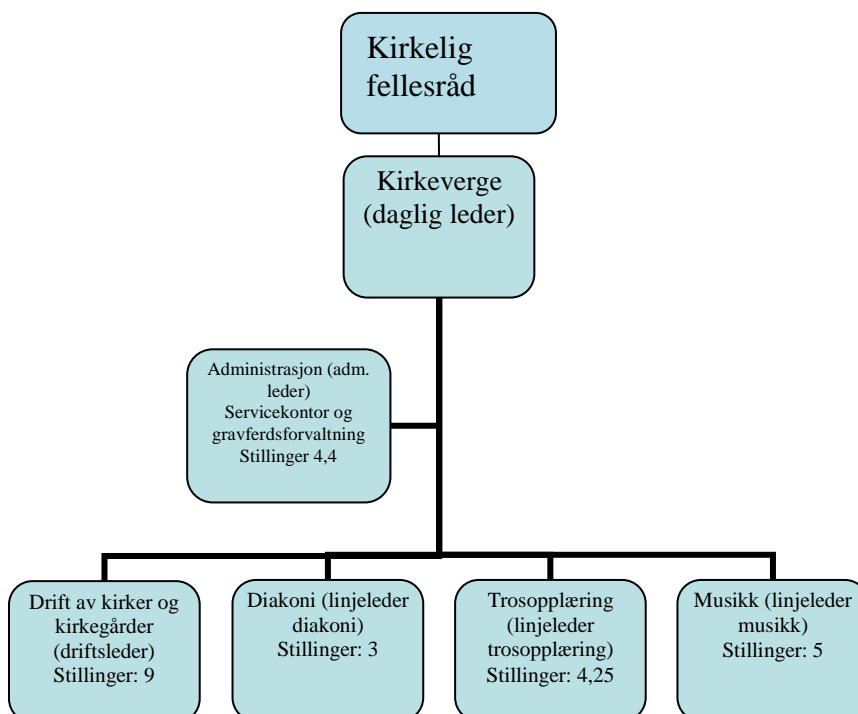 Kirkelig
fellesråd
Kirkeverge
(daglig leder)
Administrasjon (adm.
leder)
Servicekontor og
gravferdsforvaltning
Stillinger 4,4
Drift av kirker og
kirkegårder
(driftsleder)
Stillinger: 9
Diakoni (linjeleder
diakoni)
Stillinger: 3
Trosopplæring
(linjeleder
trosopplæring)
Stillinger: 4,25
Musikk (linjeleder
musikk)
Stillinger: 5